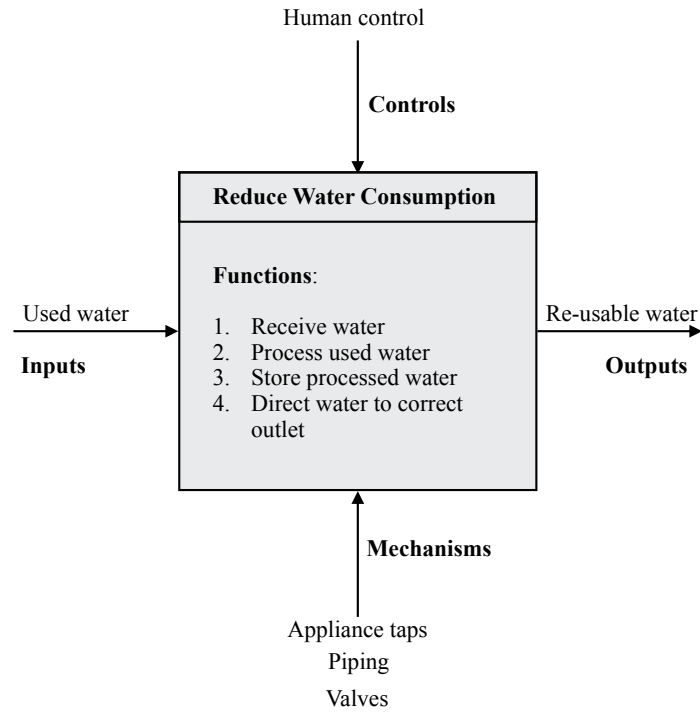 Human control
Controls
Reduce Water Consumption
Functions:
1. Receive water
2. Process used water
3. Store processed water
4. Direct water to correct
outlet
Used water
Inputs
Re-usable water
Outputs
Mechanisms
Appliance taps
Piping
Valves